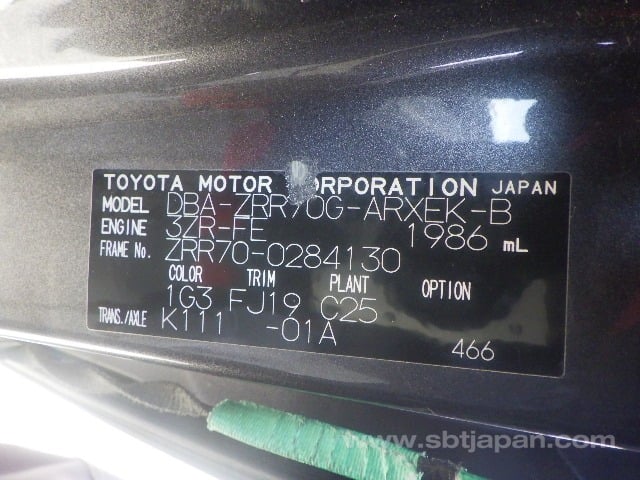 TOYOTA MOTOR ORPORATION JAPAN
MODEL DBA-ZRR70G-ARXEK-B
ENGINE 3ZR-FE 1986 mL
FRAME No. ZRR70-0284130
COLOR TRIM PLANT OPTION
1G3 FJ19 C25
TRANS./AXLE K111 -01A
466
www.sbtjapan.com